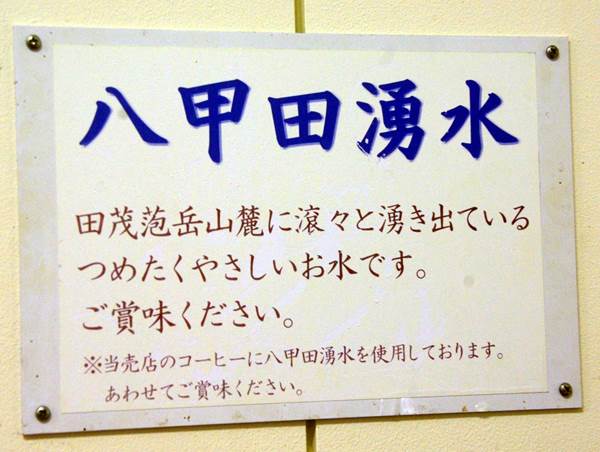 八甲田湧水
田茂萢岳山麓に滾々と湧き出ている
つめたくやさしいお水です。
ご賞味ください。
※当売店のコーヒーに八甲田湧水を使用しております。
あわせてご賞味ください。